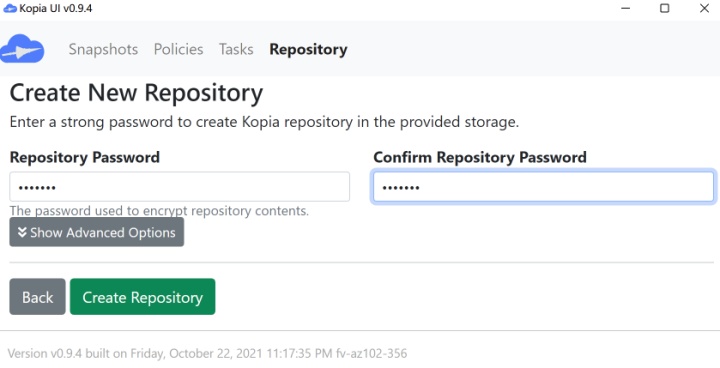 Kopia UI v0.9.4
Snapshots Policies Tasks Repository
Create New Repository
Enter a strong password to create Kopia repository in the provided storage.
Repository Password Confirm Repository Password
••••••• •••••••
The password used to encrypt repository contents.
Show Advanced Options
Back Create Repository
Version v0.9.4 built on Friday, October 22, 2021 11:17:35 PM fv-az102-356